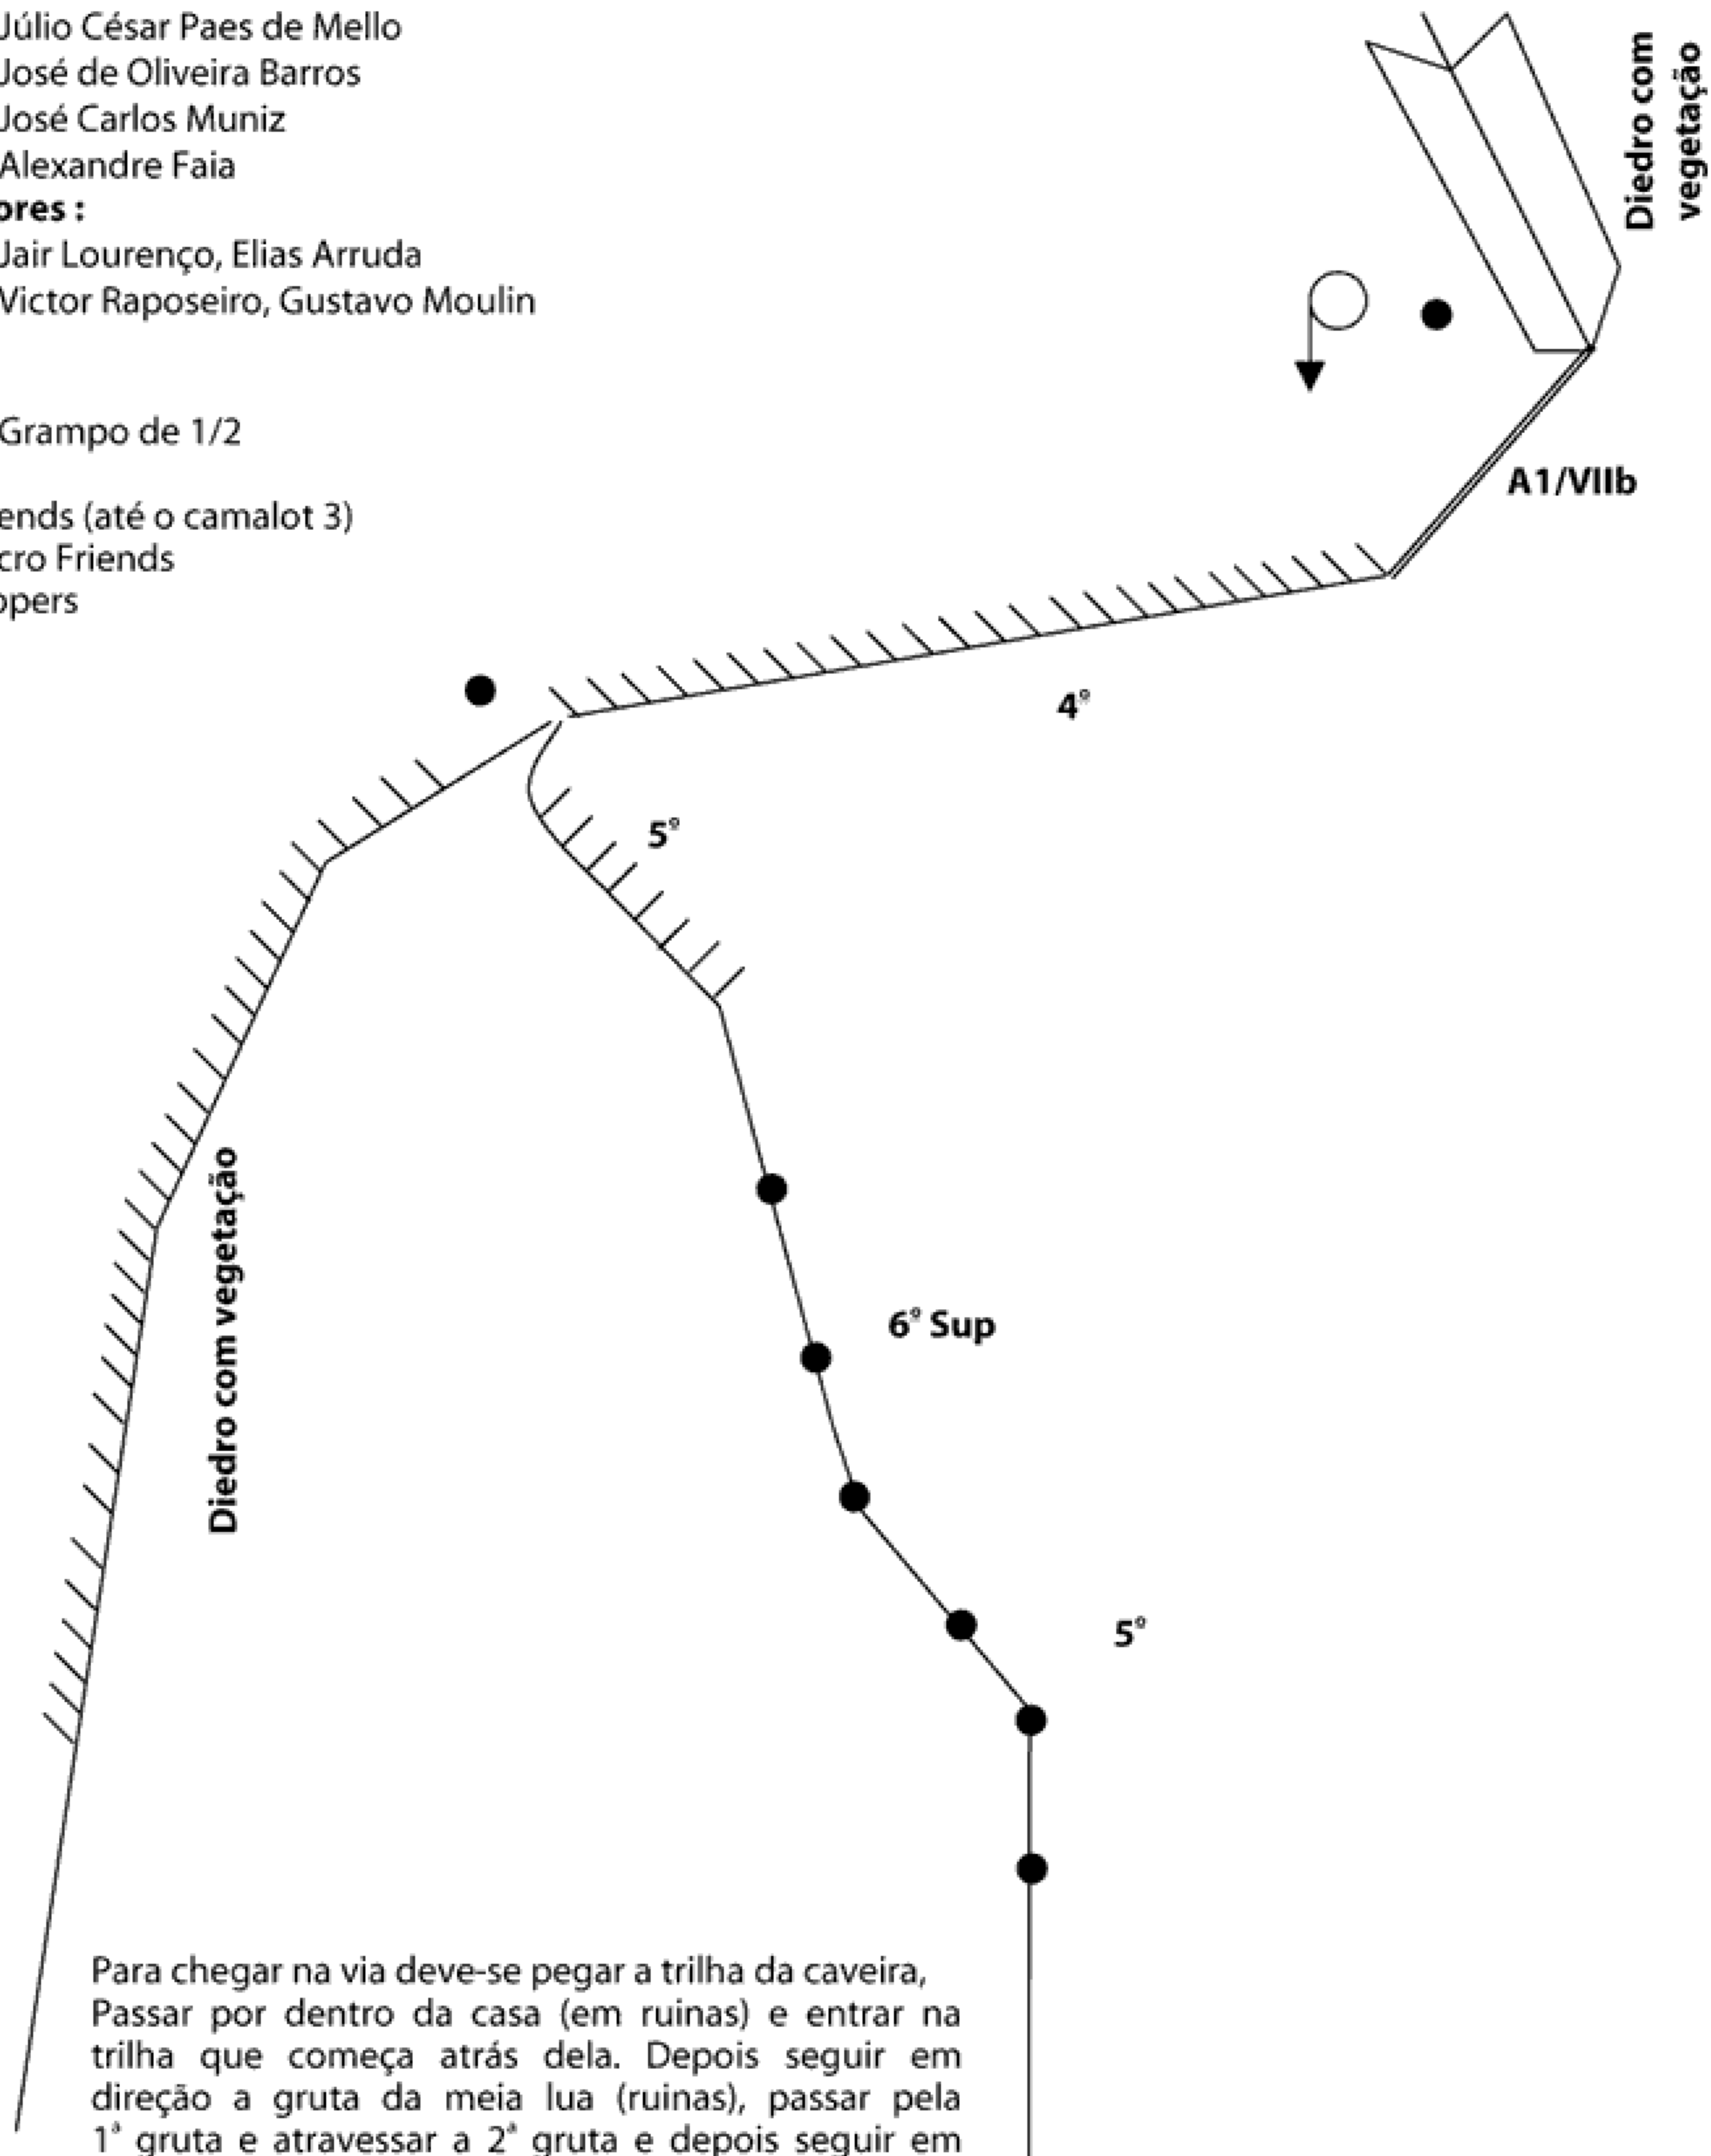 Júlio César Paes de Mello
José de Oliveira Barros
José Carlos Muniz
Alexandre Faia
ores :
Jair Lourenço, Elias Arruda
Victor Raposeiro, Gustavo Moulin
Grampo de 1/2
ends (até o camalot 3)
cro Friends
ppers
Diedro com
vegetação
A1/VIIb
4º
5º
Diedro com vegetação
6º Sup
5º
Para chegar na via deve-se pegar a trilha da caveira,
Passar por dentro da casa (em ruinas) e entrar na
trilha que começa atrás dela. Depois seguir em
direção a gruta da meia lua (ruinas), passar pela
1ª gruta e atravessar a 2ª gruta e depois seguir em